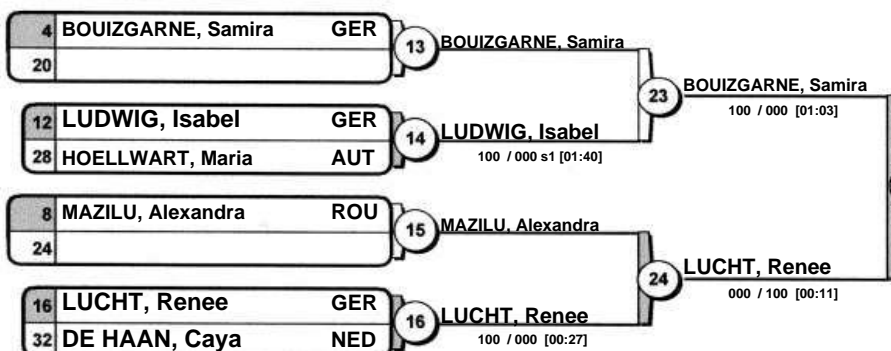 4 BOUIZGARNE, Samira GER
20
13
BOUIZGARNE, Samira
23
BOUIZGARNE, Samira
100 / 000 [01:03]
12 LUDWIG, Isabel GER
28 HOELLWART, Maria AUT
14
LUDWIG, Isabel
100 / 000 s1 [01:40]
8 MAZILU, Alexandra ROU
24
15
MAZILU, Alexandra
24
LUCHT, Renee
000 / 100 [00:11]
16 LUCHT, Renee GER
32 DE HAAN, Caya NED
16
LUCHT, Renee
100 / 000 [00:27]